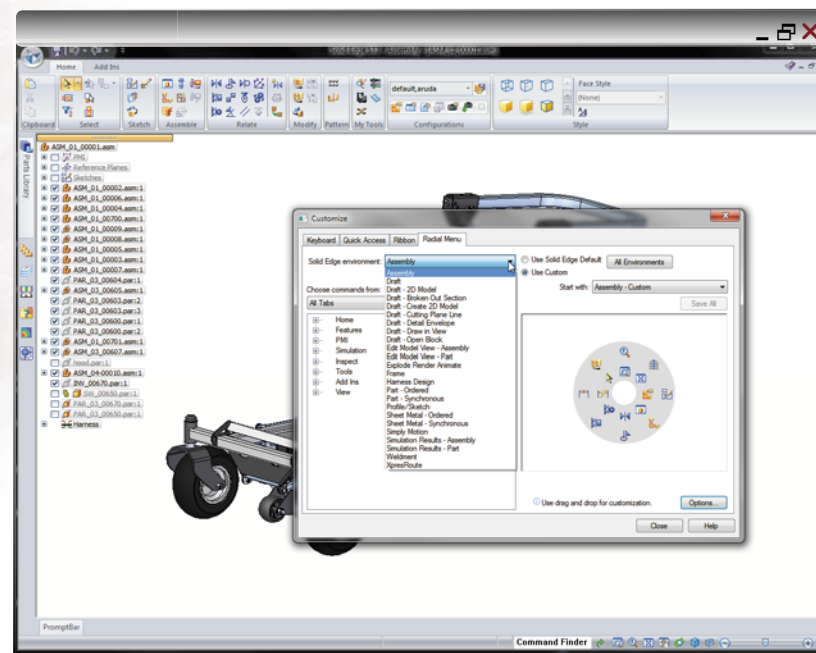 Home Add Ins
default,aruda
Face Style
(None)
Clipboard Select Sketch Assemble Relate Modify Pattern My Tools Configurations Style
Parts Library
ASM_01_00001.asm
PMI
Reference Planes
Sketches
ASM_01_00002.asm:1
ASM_01_00006.asm:1
ASM_01_00004.asm:1
ASM_01_00700.asm:1
ASM_01_00009.asm:1
ASM_01_00008.asm:1
ASM_01_00005.asm:1
ASM_01_00003.asm:1
ASM_01_00007.asm:1
PAR_03_00604.par:1
ASM_03_00605.asm:1
PAR_03_00603.par:2
PAR_03_00603.par:3
PAR_03_00600.par:1
PAR_03_00600.par:2
ASM_01_00701.asm:1
ASM_03_00607.asm:1
hood.par:1
ASM_04-00010.asm:1
INV_00670.par:1
SW_00650.par:1
PAR_03_00670.par:1
PAR_03_00650.par:1
Harness
Customize
Keyboard Quick Access Ribbon Radial Menu
Solid Edge environment: Assembly
Assembly
Draft
Draft - 2D Model
Draft - Broken Out Section
Draft - Create 2D Model
Draft - Cutting Plane Line
Draft - Detail Envelope
Draft - Draw in View
Draft - Open Block
Edit Model View - Assembly
Edit Model View - Part
Explode Render Animate
Frame
Harness Design
Part - Ordered
Part - Synchronous
Profile/Sketch
Sheet Metal - Ordered
Sheet Metal - Synchronous
Simply Motion
Simulation Results - Assembly
Simulation Results - Part
Weldment
XpresRoute
Choose commands from:
All Tabs
Home
Features
PMI
Simulation
Inspect
Tools
Add Ins
View
Use Solid Edge Default All Environments
Use Custom
Start with: Assembly - Custom
Save All
Use drag and drop for customization. Options...
Close Help
PromptBar
Command Finder